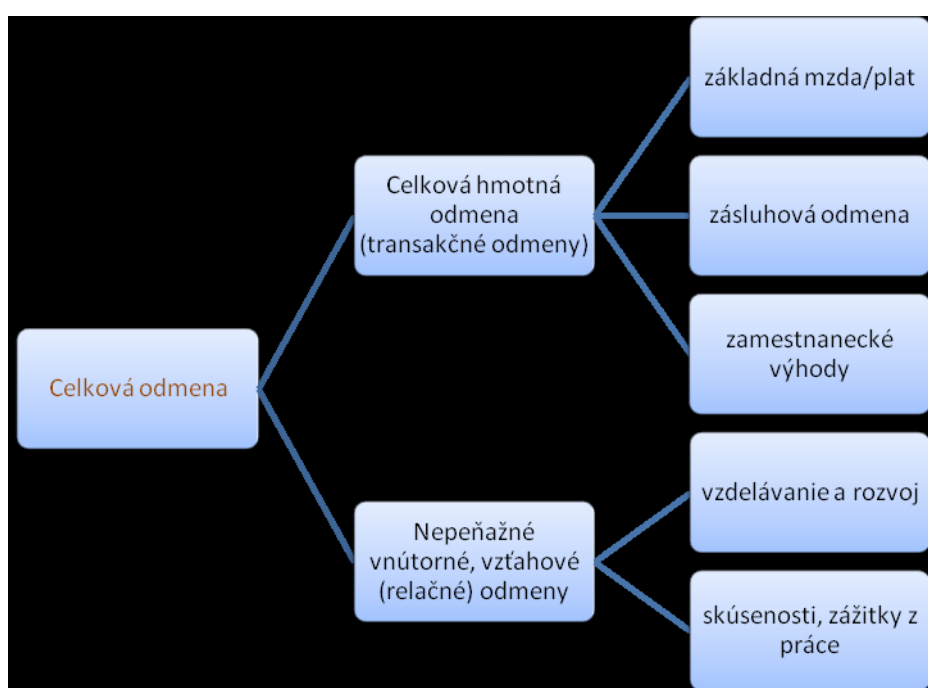 Celková odmena
Celková hmotná
odmena
(transakčné odmeny)
základná mzda/plat
zásluhová odmena
zamestnanecké
výhody
Nepeňažné
vnútorné, vzťahové
(relačné) odmeny
vzdelávanie a rozvoj
skúsenosti, zážitky z
práce